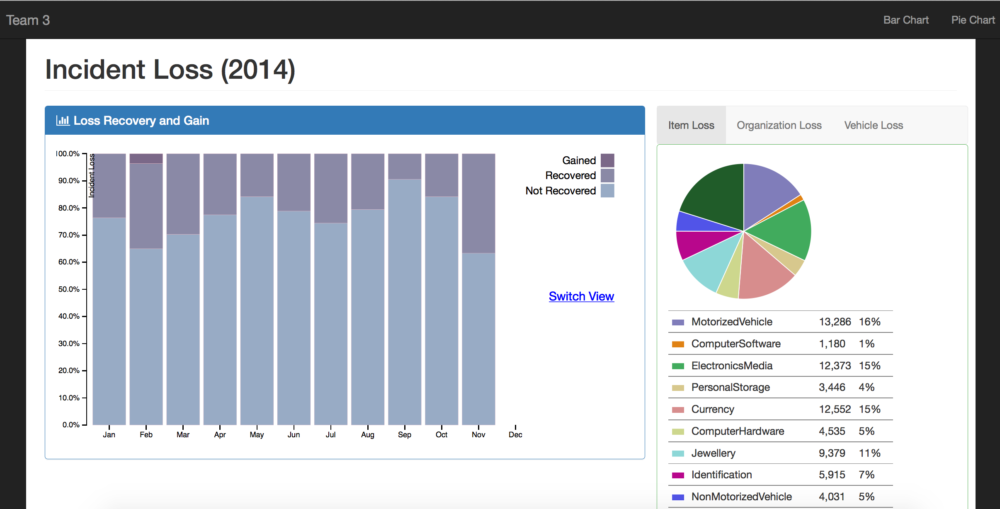 Team 3
Bar Chart
Pie Chart
Incident Loss (2014)
Loss Recovery and Gain
100.0%
90.0%
80.0%
70.0%
60.0%
50.0%
40.0%
30.0%
20.0%
10.0%
0.0%
Incident Loss
Jan Feb Mar Apr May Jun Jul Aug Sep Oct Nov Dec
Gained
Recovered
Not Recovered
Switch View
Item Loss Organization Loss Vehicle Loss
MotorizedVehicle 13,286 16%
ComputerSoftware 1,180 1%
ElectronicsMedia 12,373 15%
PersonalStorage 3,446 4%
Currency 12,552 15%
ComputerHardware 4,535 5%
Jewellery 9,379 11%
Identification 5,915 7%
NonMotorizedVehicle 4,031 5%